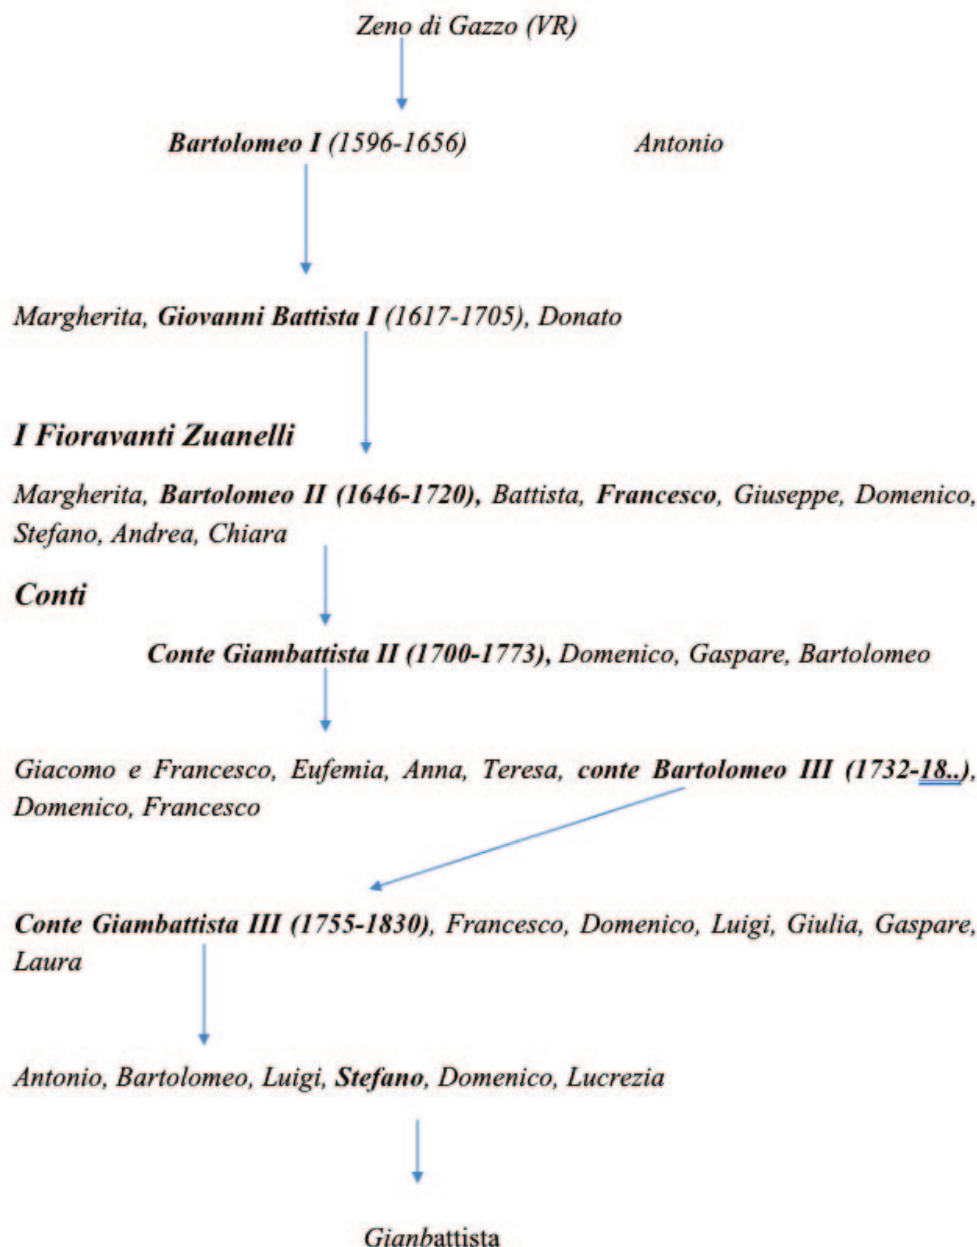 Zeno di Gazzo (VR)
Bartolomeo I (1596-1656) Antonio
Margherita, Giovanni Battista I (1617-1705), Donato
I Fioravanti Zuanelli
Margherita, Bartolomeo II (1646-1720), Battista, Francesco, Giuseppe, Domenico,
Stefano, Andrea, Chiara
Conti
Conte Giambattista II (1700-1773), Domenico, Gaspare, Bartolomeo
Giacomo e Francesco, Eufemia, Anna, Teresa, conte Bartolomeo III (1732-18..),
Domenico, Francesco
Conte Giambattista III (1755-1830), Francesco, Domenico, Luigi, Giulia, Gaspare,
Laura
Antonio, Bartolomeo, Luigi, Stefano, Domenico, Lucrezia
Gianbattista